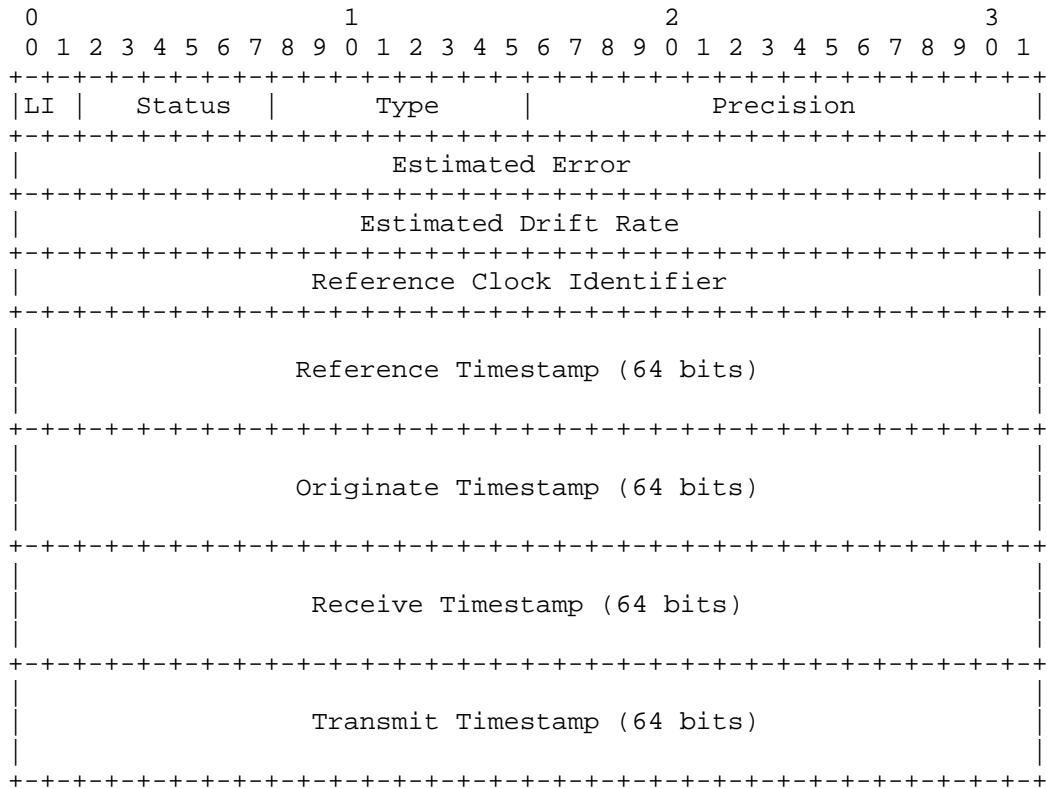 0                   1                   2                   3
 0 1 2 3 4 5 6 7 8 9 0 1 2 3 4 5 6 7 8 9 0 1 2 3 4 5 6 7 8 9 0 1
+-+-+-+-+-+-+-+-+-+-+-+-+-+-+-+-+-+-+-+-+-+-+-+-+-+-+-+-+-+-+-+-+
|LI |   Status  |      Type     |           Precision           |
+-+-+-+-+-+-+-+-+-+-+-+-+-+-+-+-+-+-+-+-+-+-+-+-+-+-+-+-+-+-+-+-+
|                       Estimated Error                         |
+-+-+-+-+-+-+-+-+-+-+-+-+-+-+-+-+-+-+-+-+-+-+-+-+-+-+-+-+-+-+-+-+
|                     Estimated Drift Rate                      |
+-+-+-+-+-+-+-+-+-+-+-+-+-+-+-+-+-+-+-+-+-+-+-+-+-+-+-+-+-+-+-+-+
|                  Reference Clock Identifier                   |
+-+-+-+-+-+-+-+-+-+-+-+-+-+-+-+-+-+-+-+-+-+-+-+-+-+-+-+-+-+-+-+-+
|                                                               |
|                 Reference Timestamp (64 bits)                 |
|                                                               |
+-+-+-+-+-+-+-+-+-+-+-+-+-+-+-+-+-+-+-+-+-+-+-+-+-+-+-+-+-+-+-+-+
|                                                               |
|                 Originate Timestamp (64 bits)                 |
|                                                               |
+-+-+-+-+-+-+-+-+-+-+-+-+-+-+-+-+-+-+-+-+-+-+-+-+-+-+-+-+-+-+-+-+
|                                                               |
|                  Receive Timestamp (64 bits)                  |
|                                                               |
+-+-+-+-+-+-+-+-+-+-+-+-+-+-+-+-+-+-+-+-+-+-+-+-+-+-+-+-+-+-+-+-+
|                                                               |
|                  Transmit Timestamp (64 bits)                 |
|                                                               |
+-+-+-+-+-+-+-+-+-+-+-+-+-+-+-+-+-+-+-+-+-+-+-+-+-+-+-+-+-+-+-+-+